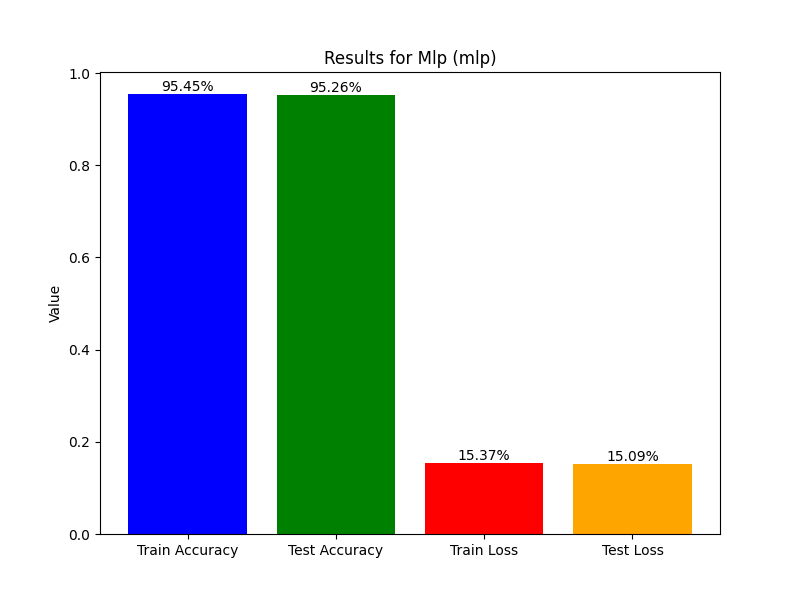 Results for Mlp (mlp)
1.0
0.8
0.6
0.4
0.2
0.0
Value
95.45%
95.26%
15.37%
15.09%
Train Accuracy
Test Accuracy
Train Loss
Test Loss